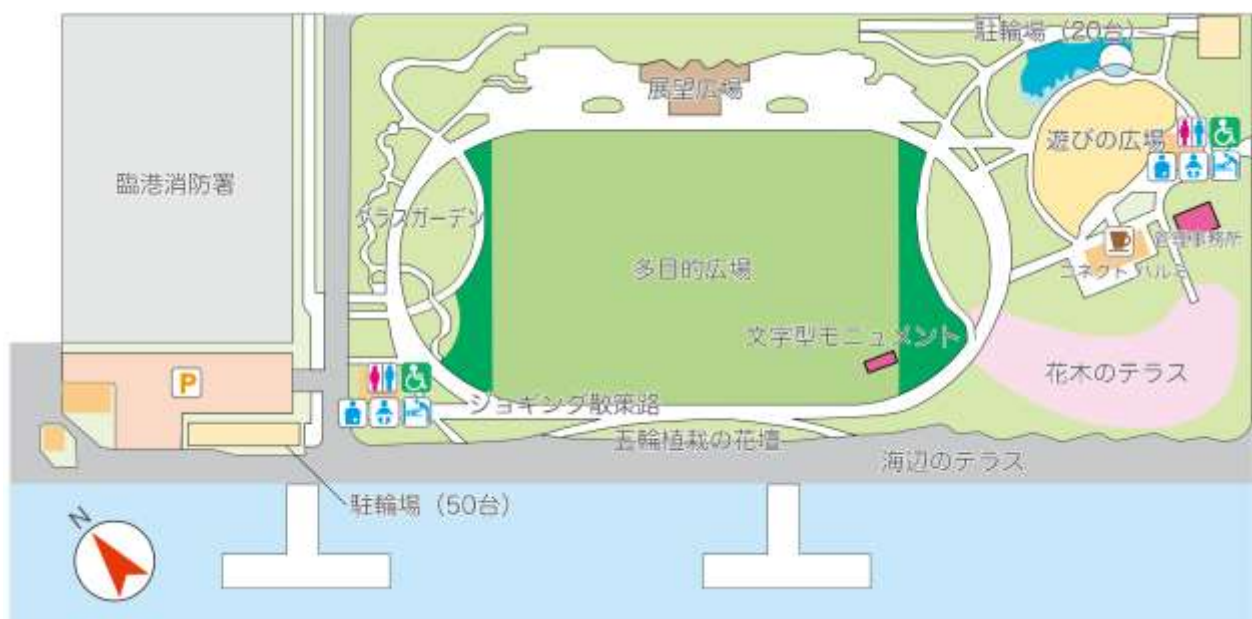 駐輪場（20台）
展望広場
遊びの広場
臨港消防署
グラスガーデン
管理事務所
多目的広場
コネクトハルミ
文字型モニュメント
花木のテラス
P
ジョギング散策路
五輪植栽の花壇
海辺のテラス
駐輪場（50台）
N